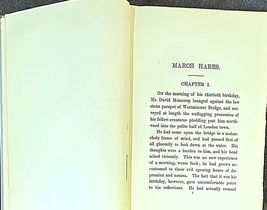 MARCH HARES.
CHAPTER I.
On the morning of his thirtieth birthday,
Mr. David Mosscrop lounged against the low
stone parapet of Westminster Bridge, and sur-
veyed at length the unflagging procession of
his fellow-creatures plodding past him north-
ward into the polite half of London town.
He had come upon the bridge in a melan-
choly frame of mind, and had paused first of
all gloomily to look down at the water. His
thoughts were a burden to him, and his head
ached viciously. This was no new experience
of a morning, worse luck; he had grown ac-
customed to these evil opening hours of de-
pression and nausea. The fact that it was his
birthday, however, gave uncomfortable point
to his reflections. He had actually crossed